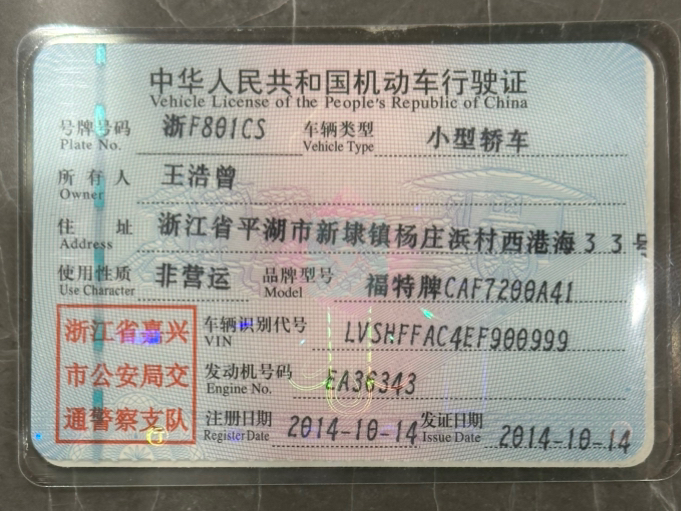 中华人民共和国机动车行驶证
Vehicle License of the People's Republic of China
号牌号码 浙F801CS 车辆类型 小型轿车
Plate No. Vehicle Type
所有人 王浩曾
Owner
住址 浙江省平湖市新埭镇杨庄浜村西港海33号
Address
使用性质 非营运 品牌型号 福特牌CAF7200A41
Use Character Model
浙江省嘉兴
市公安局交
通警察支队
车辆识别代号 LVSHFFAC4EF900999
VIN
发动机号码 EA36343
Engine No.
注册日期 2014-10-14 发证日期 2014-10-14
Register Date Issue Date